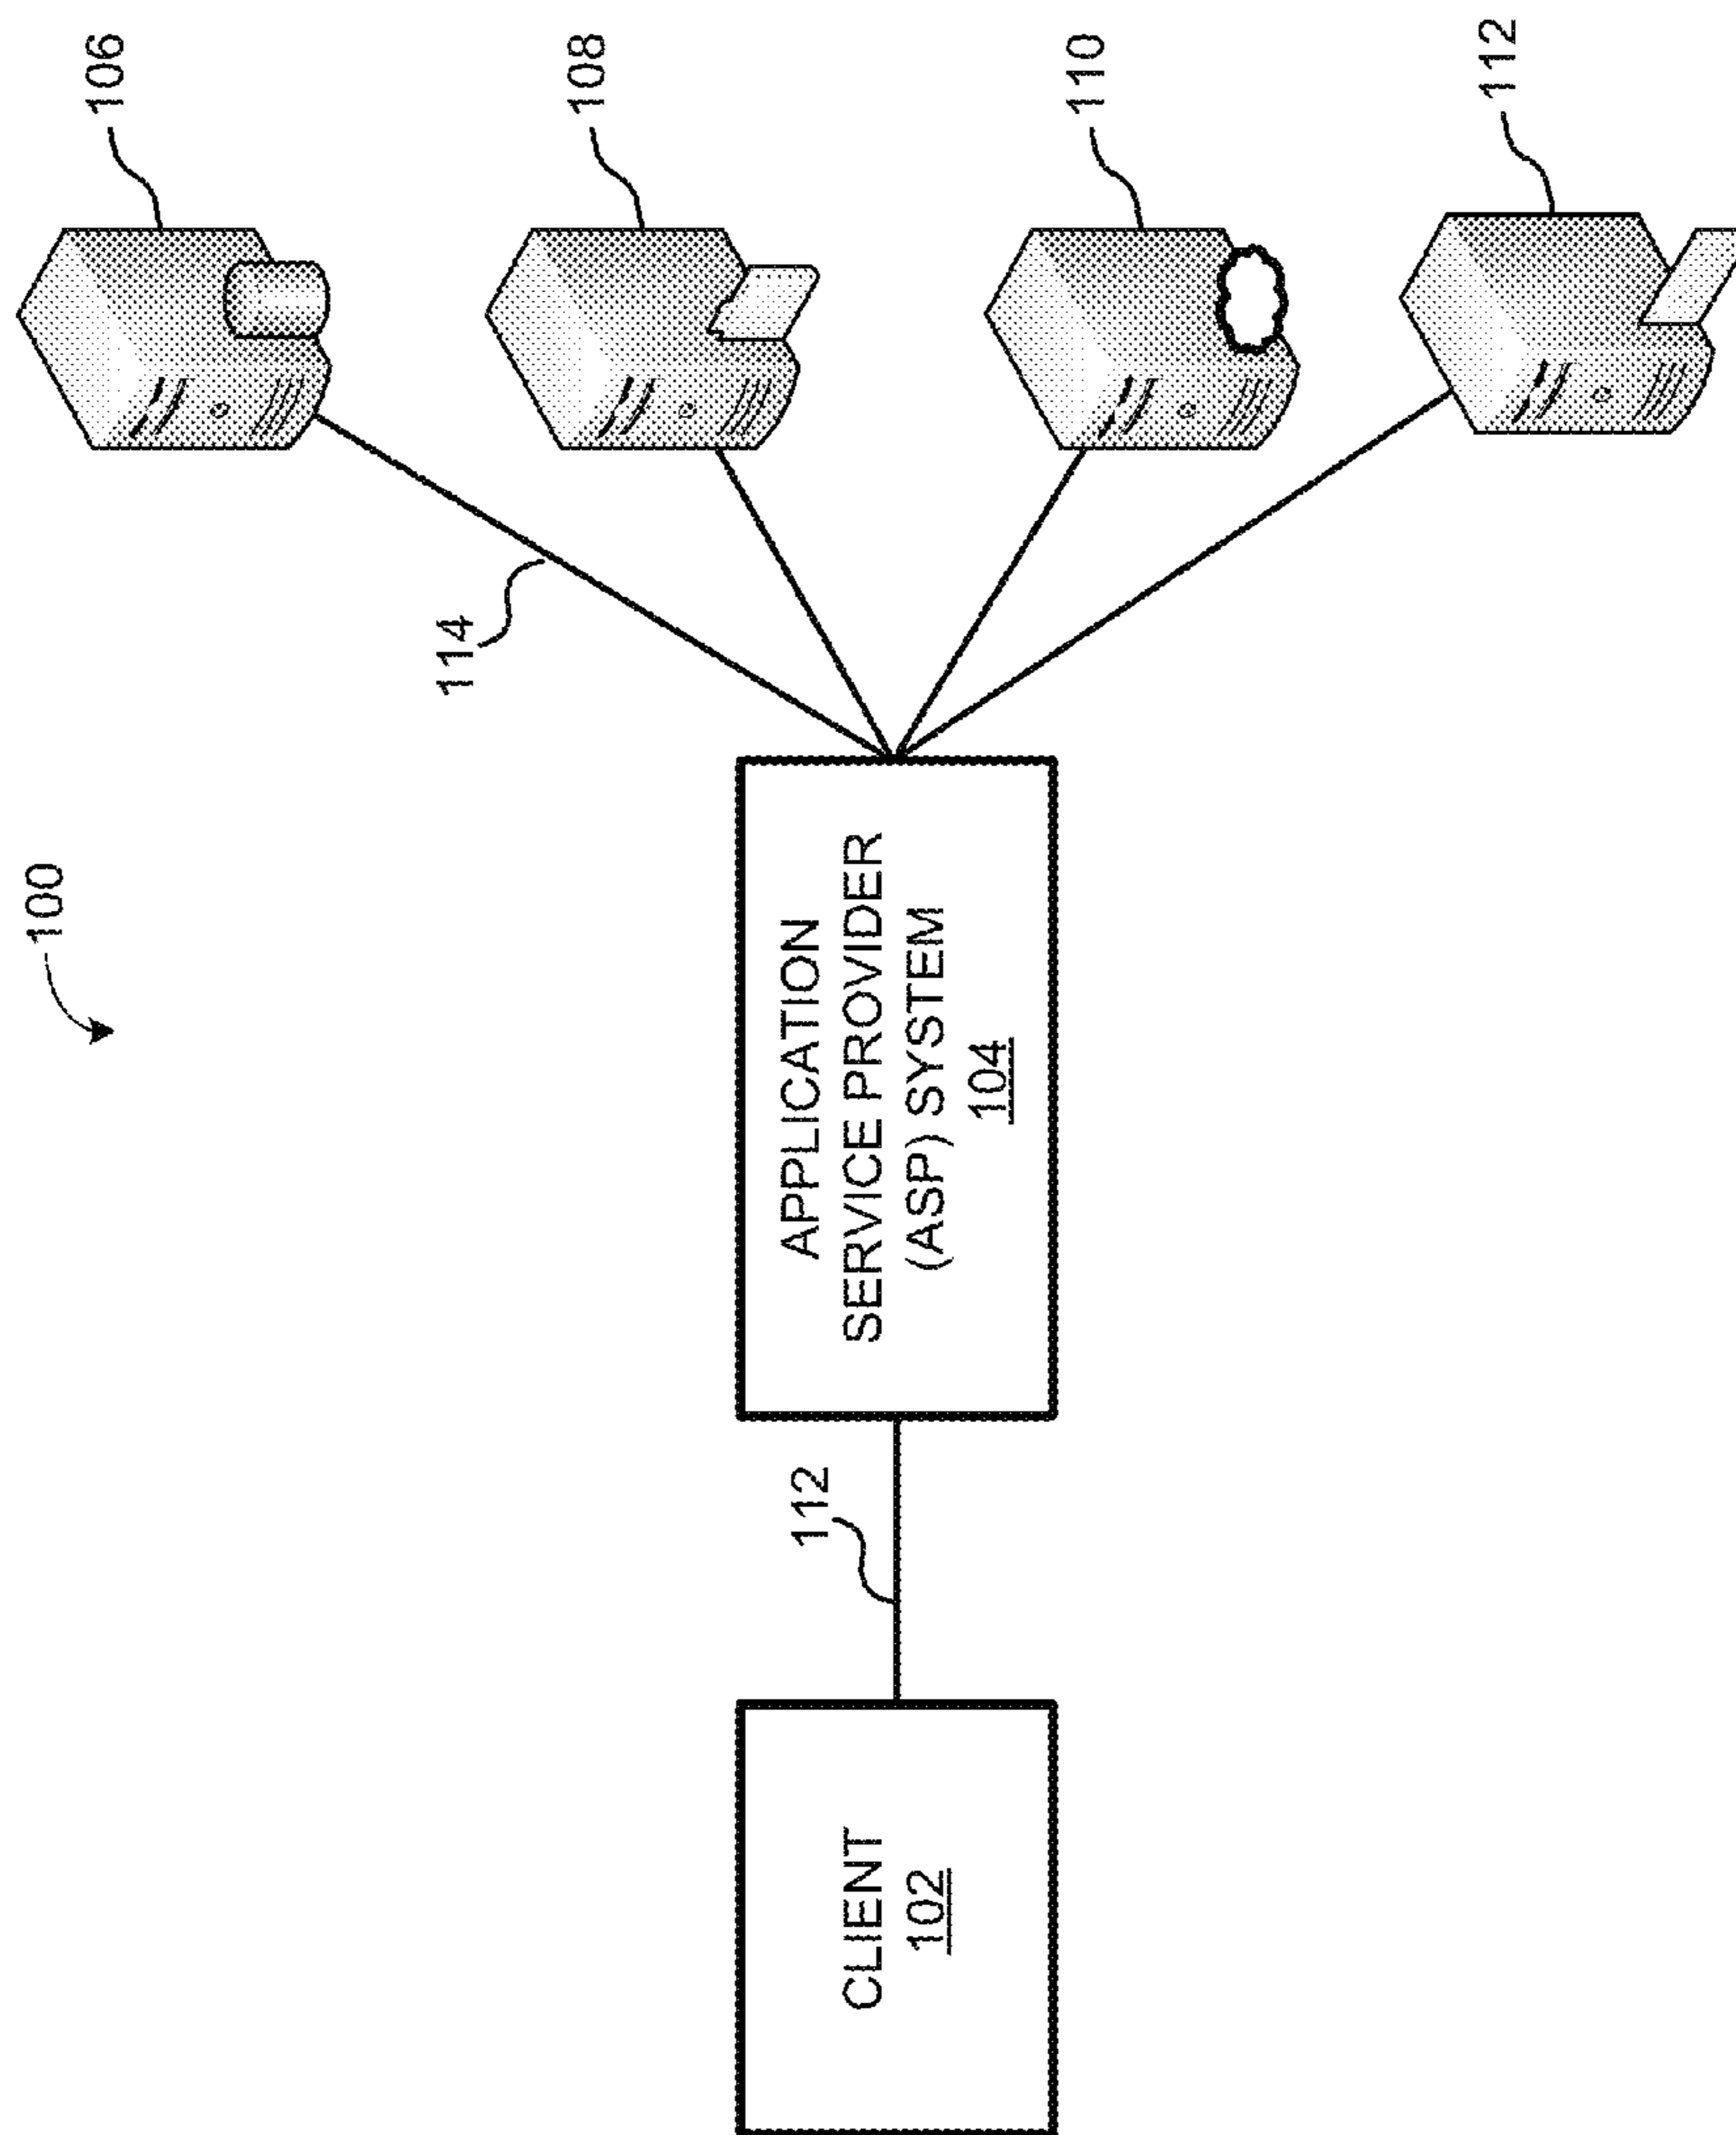 100
CLIENT
102
112
APPLICATION
SERVICE PROVIDER
(ASP) SYSTEM
104
114
106
108
110
112